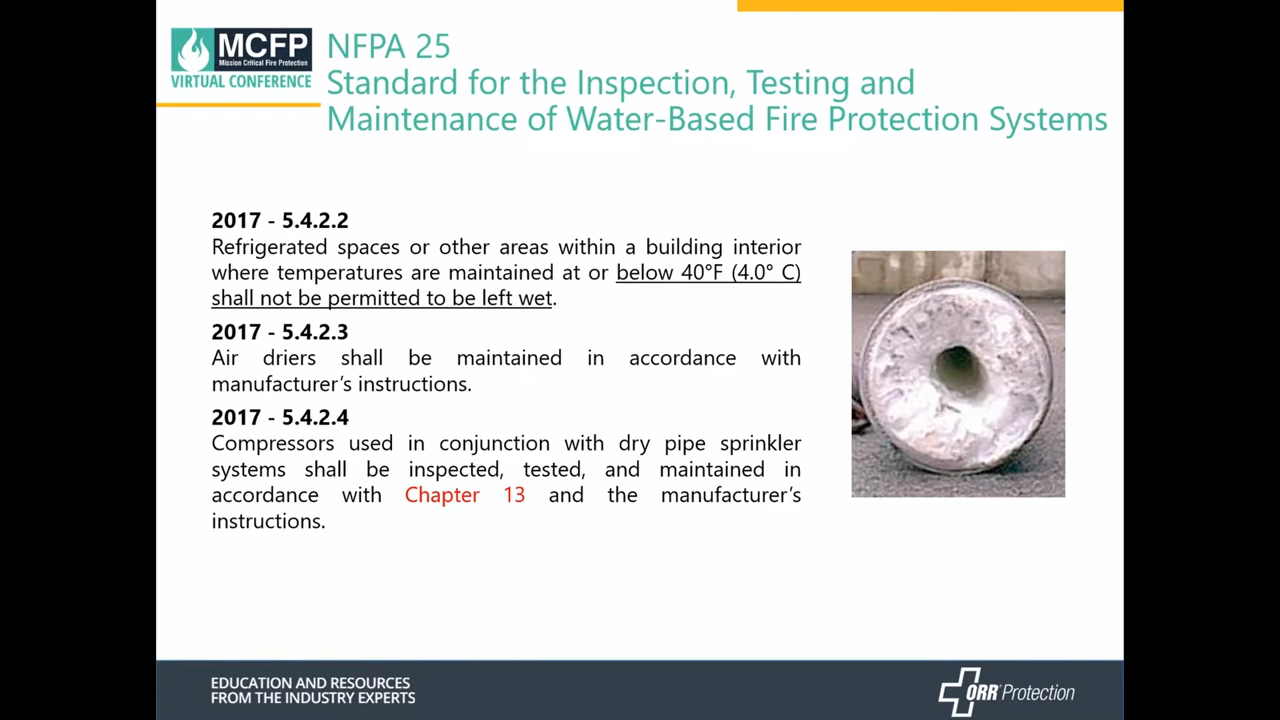 MCFP
Mission Critical Fire Protection
VIRTUAL CONFERENCE
NFPA 25
Standard for the Inspection, Testing and
Maintenance of Water-Based Fire Protection Systems
2017 - 5.4.2.2
Refrigerated spaces or other areas within a building interior
where temperatures are maintained at or below 40°F (4.0° C)
shall not be permitted to be left wet.
2017 - 5.4.2.3
Air driers shall be maintained in accordance with
manufacturer’s instructions.
2017 - 5.4.2.4
Compressors used in conjunction with dry pipe sprinkler
systems shall be inspected, tested, and maintained in
accordance with Chapter 13 and the manufacturer’s
instructions.
EDUCATION AND RESOURCES
FROM THE INDUSTRY EXPERTS
ORR® Protection